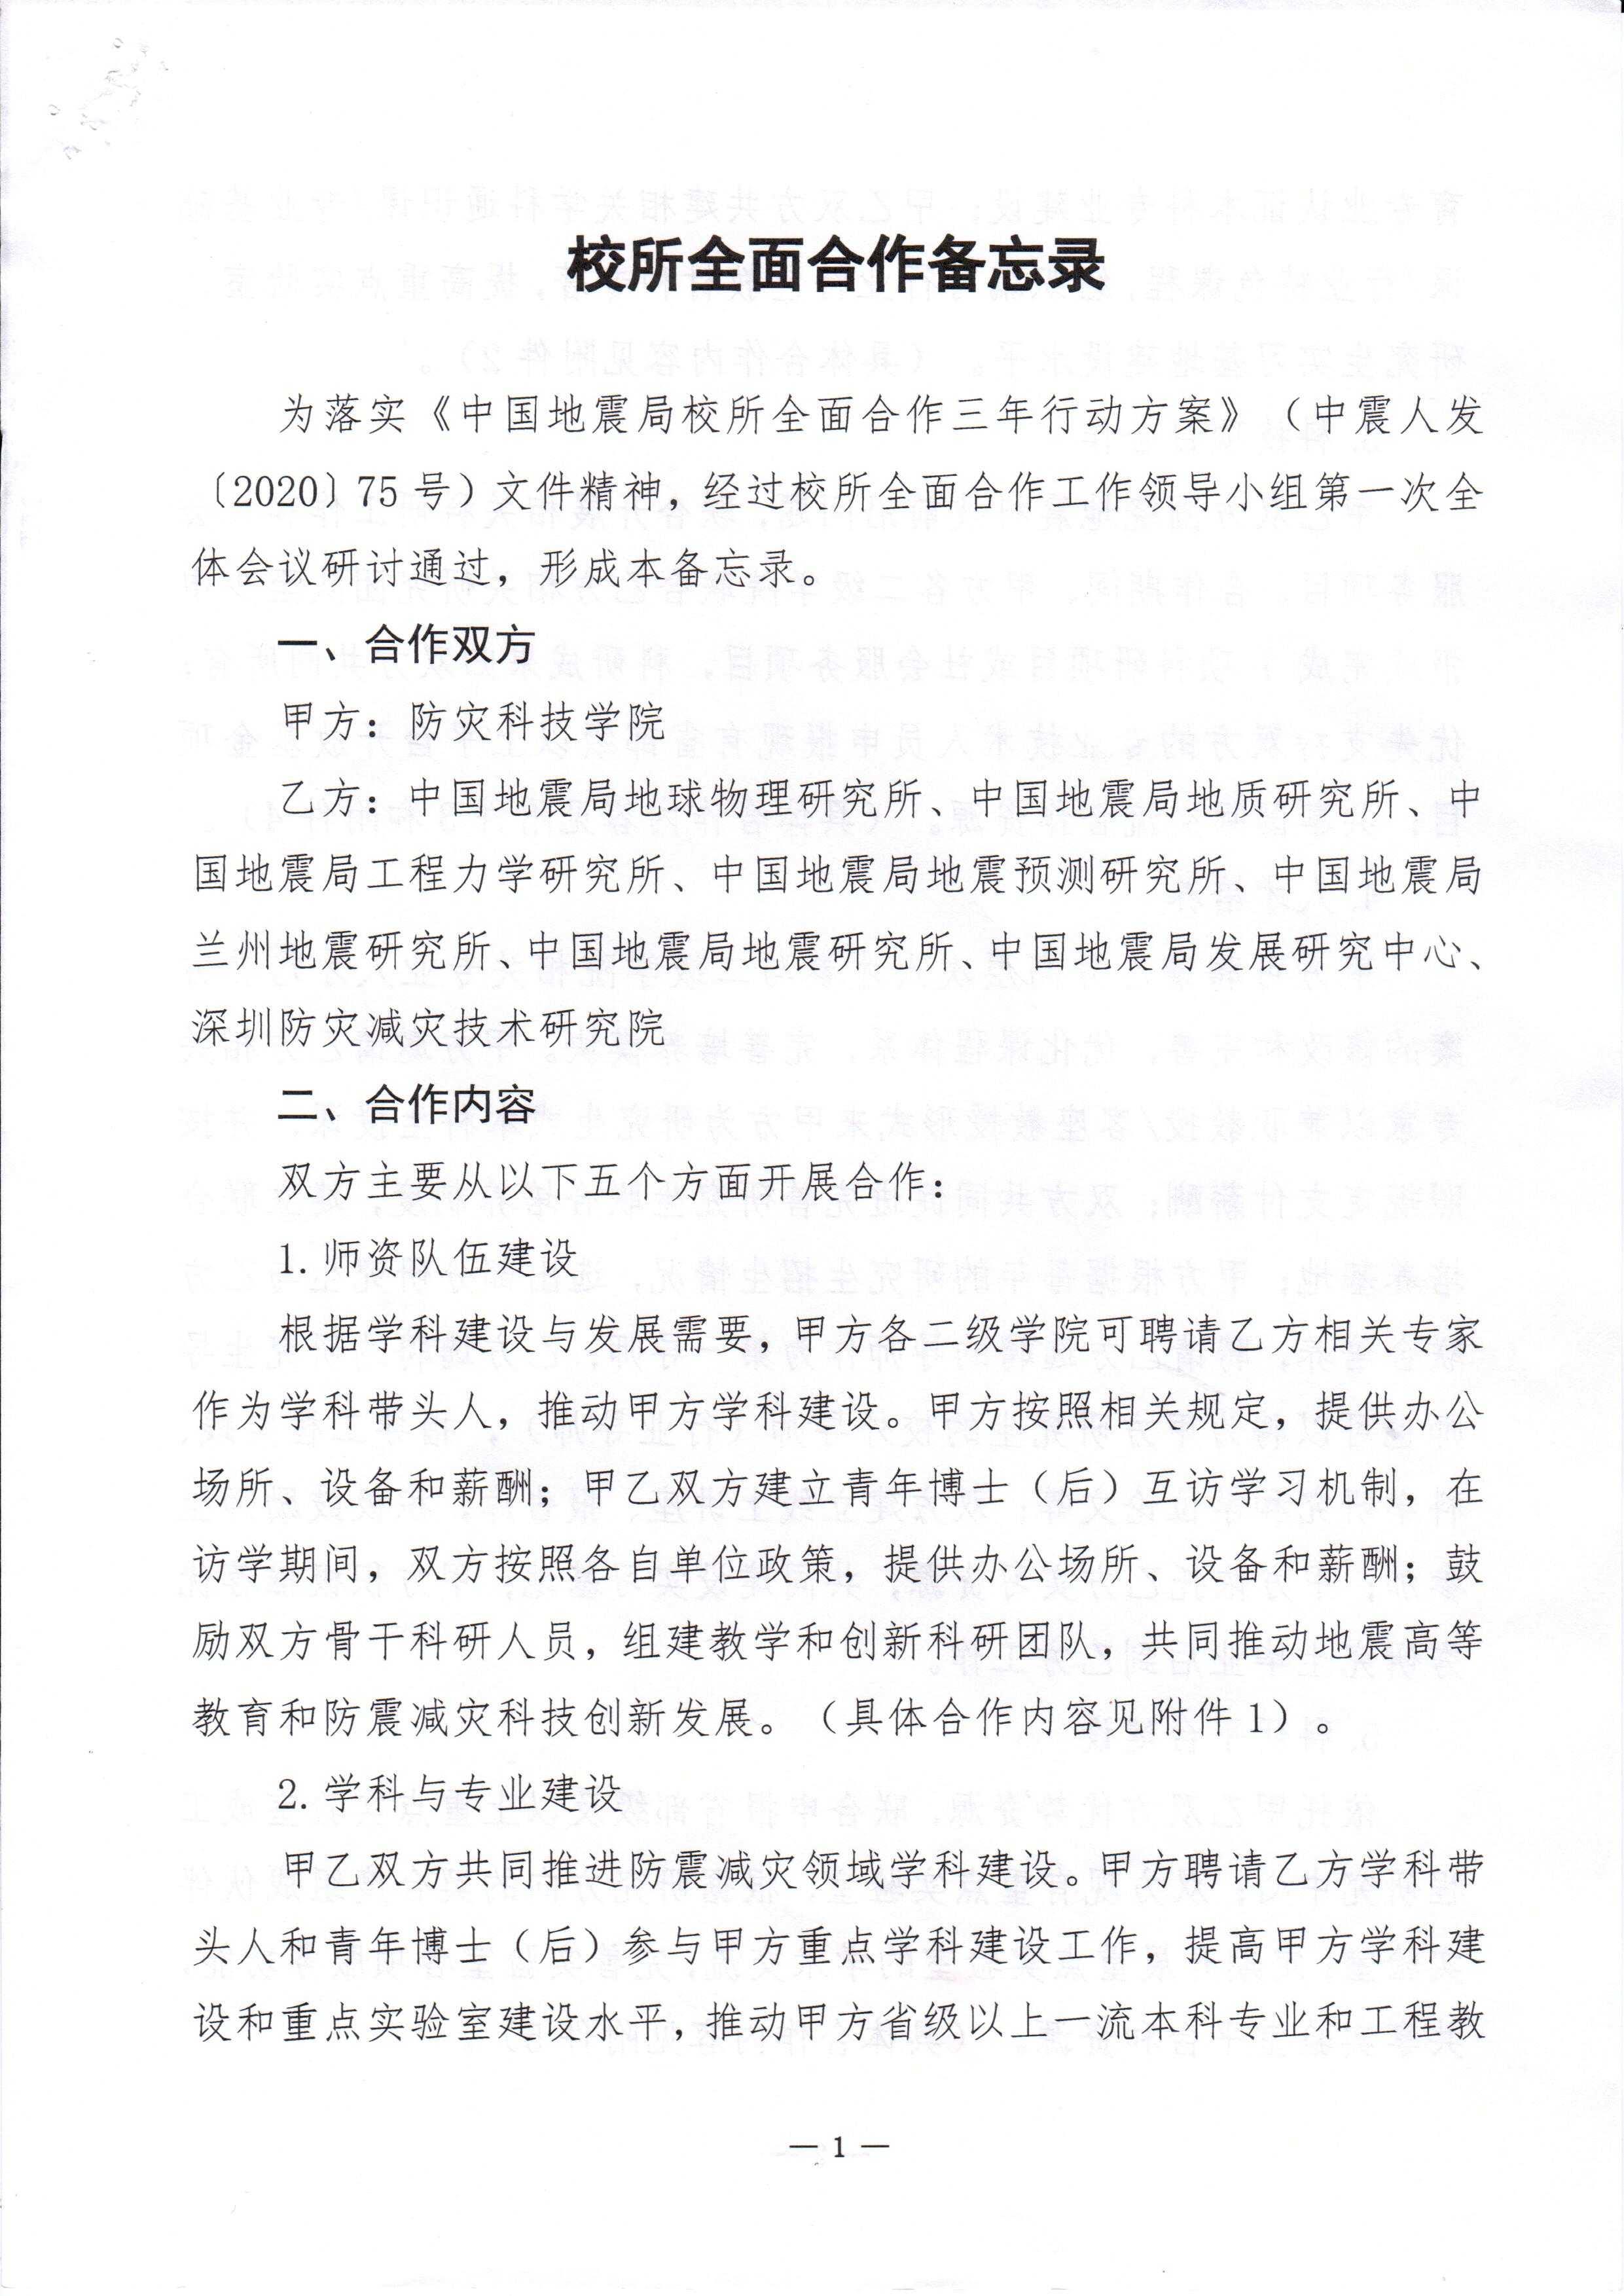 校所全面合作备忘录
为落实《中国地震局校所全面合作三年行动方案》（中震人发
〔2020〕75 号）文件精神，经过校所全面合作工作领导小组第一次全
体会议研讨通过，形成本备忘录。
一、合作双方
甲方：防灾科技学院
乙方：中国地震局地球物理研究所、中国地震局地质研究所、中
国地震局工程力学研究所、中国地震局地震预测研究所、中国地震局
兰州地震研究所、中国地震局地震研究所、中国地震局发展研究中心、
深圳防灾减灾技术研究院
二、合作内容
双方主要从以下五个方面开展合作：
1. 师资队伍建设
根据学科建设与发展需要，甲方各二级学院可聘请乙方相关专家
作为学科带头人，推动甲方学科建设。甲方按照相关规定，提供办公
场所、设备和薪酬；甲乙双方建立青年博士（后）互访学习机制，在
访学期间，双方按照各自单位政策，提供办公场所、设备和薪酬；鼓
励双方骨干科研人员，组建教学和创新科研团队，共同推动地震高等
教育和防震减灾科技创新发展。（具体合作内容见附件 1）。
2. 学科与专业建设
甲乙双方共同推进防震减灾领域学科建设。甲方聘请乙方学科带
头人和青年博士（后）参与甲方重点学科建设工作，提高甲方学科建
设和重点实验室建设水平，推动甲方省级以上一流本科专业和工程教
— 1 —